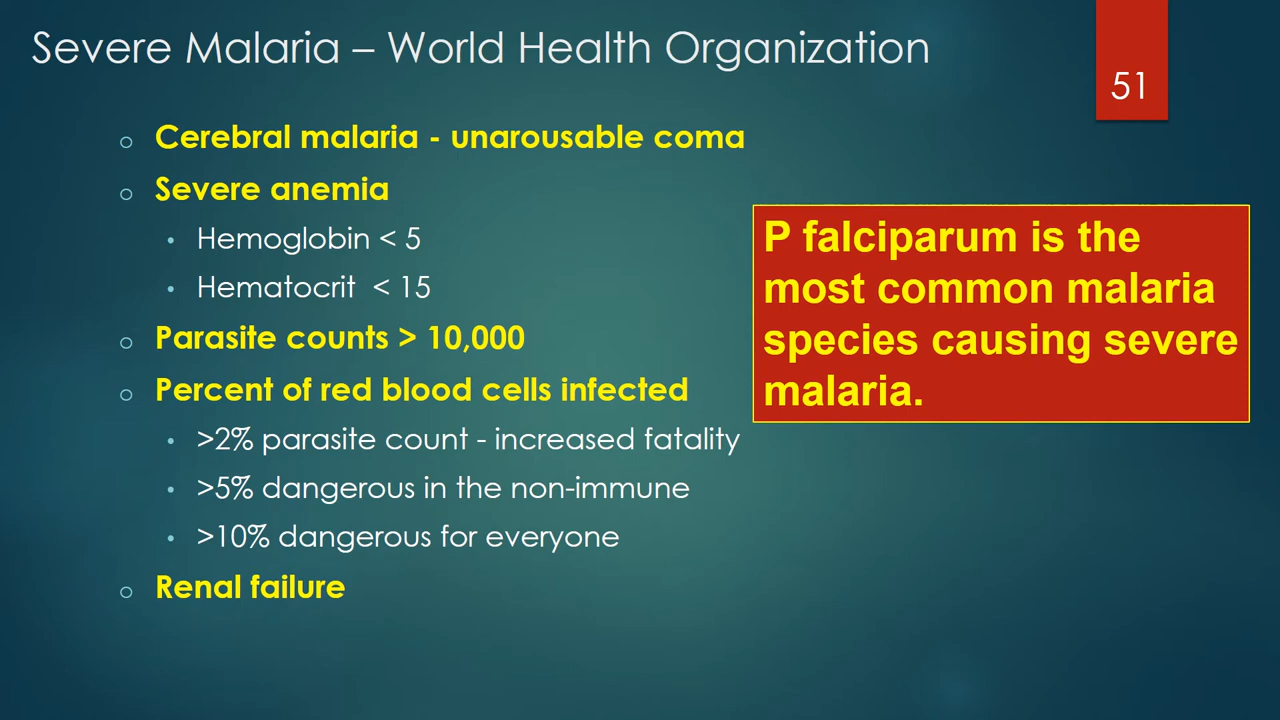 Severe Malaria – World Health Organization
51
Cerebral malaria - unarousable coma
Severe anemia
Hemoglobin < 5
Hematocrit < 15
Parasite counts > 10,000
Percent of red blood cells infected
>2% parasite count - increased fatality
>5% dangerous in the non-immune
>10% dangerous for everyone
Renal failure
P falciparum is the
most common malaria
species causing severe
malaria.